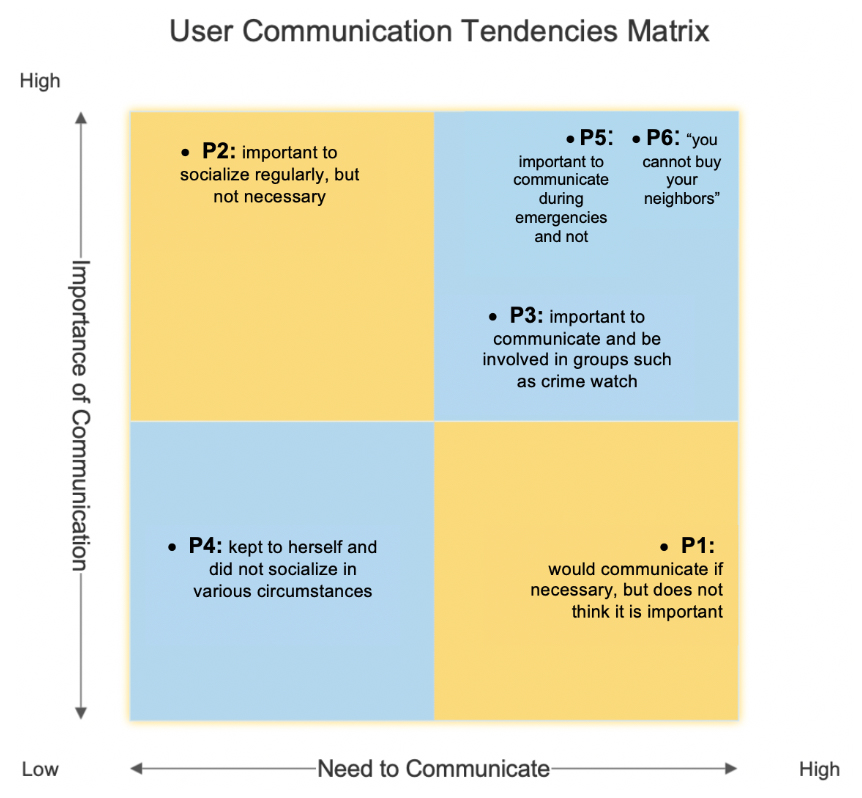 User Communication Tendencies Matrix
High
Importance of Communication
• P2: important to
socialize regularly, but
not necessary
• P5:
important to
communicate
during
emergencies
and not
• P6: “you
cannot buy
your
neighbors”
• P3: important to
communicate and be
involved in groups such
as crime watch
• P4: kept to herself and
did not socialize in
various circumstances
• P1:
would communicate if
necessary, but does not
think it is important
Low
Need to Communicate
High